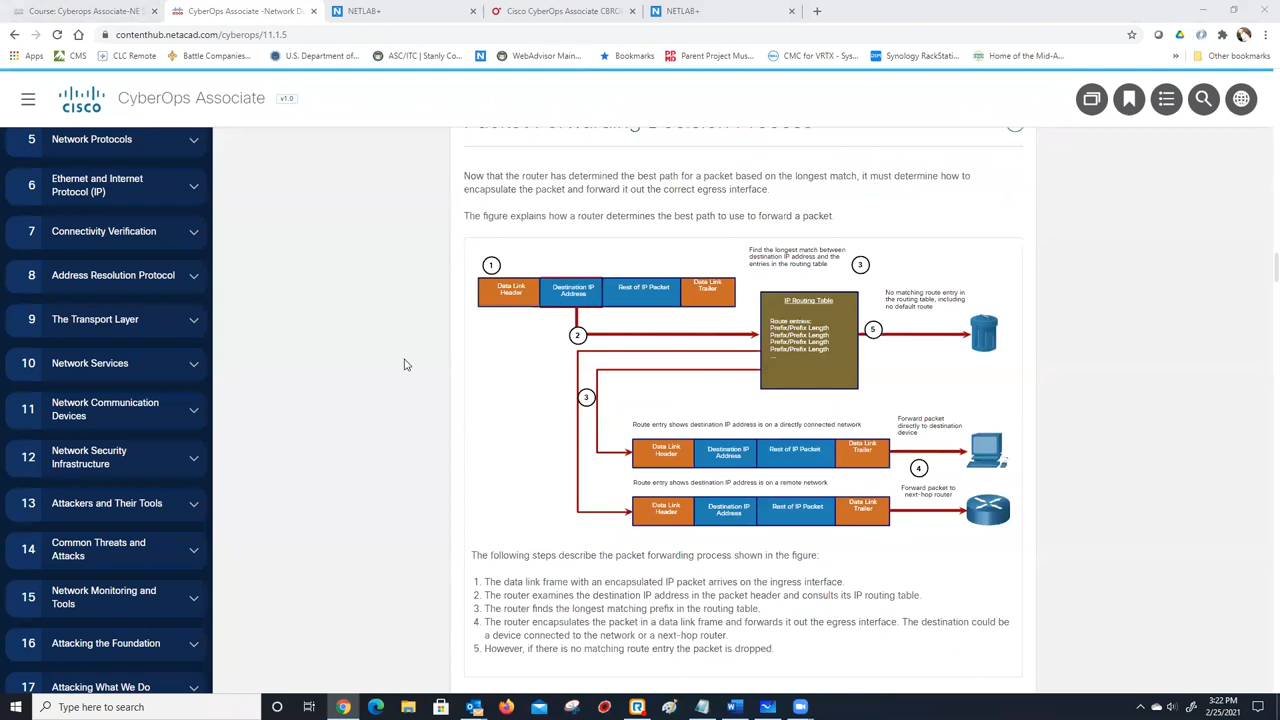 Course: Cyberops Associate-NE S
CyberOps Associate -Network D
NETLAB+
Cisco CyberOps Associate CBRO
NETLAB+
contenthub.netacad.com/cyberops/11.1.5
Apps
CMS
CLC Remote
Battle Companies...
U.S. Department of...
ASC/ITC | Stanly Co...
WebAdvisor Main...
Bookmarks
Parent Project Mus...
CMC for VRTX - Sys...
Synology RackStati...
Home of the Mid-A...
»
Other bookmarks
CISCO
CyberOps Associate
v1.0
Network Protocols
6 Ethernet and Internet
Protocol (IP)
7 Connectivity Verification
8 Address Resolution Protocol
9 The Transport Layer
10 Network Services
11 Network Communication
Devices
12 Network Security
Infrastructure
13 Attackers and Their Tools
14 Common Threats and
Attacks
15 Network Monitoring and
Tools
16 Attacking the Foundation
17 Attacking What We Do
Packet Forwarding Decision Process
Now that the router has determined the best path for a packet based on the longest match, it must determine how to
encapsulate the packet and forward it out the correct egress interface.
The figure explains how a router determines the best path to use to forward a packet.
1
Data Link
Header
Destination IP
Address
Rest of IP Packet
Data Link
Trailer
2
Find the longest match between
destination IP address and the
entries in the routing table
3
IP Routing Table
Route entries:
Prefix/Prefix Length
Prefix/Prefix Length
Prefix/Prefix Length
Prefix/Prefix Length
...
No matching route entry in
the routing table, including
no default route
5
3
Route entry shows destination IP address is on a directly connected network
Data Link
Header
Destination IP
Address
Rest of IP Packet
Data Link
Trailer
Forward packet
directly to destination
device
4
Route entry shows destination IP address is on a remote network
Data Link
Header
Destination IP
Address
Rest of IP Packet
Data Link
Trailer
Forward packet to
next-hop router
The following steps describe the packet forwarding process shown in the figure:
1. The data link frame with an encapsulated IP packet arrives on the ingress interface.
2. The router examines the destination IP address in the packet header and consults its IP routing table.
3. The router finds the longest matching prefix in the routing table.
4. The router encapsulates the packet in a data link frame and forwards it out the egress interface. The destination could be
a device connected to the network or a next-hop router.
5. However, if there is no matching route entry the packet is dropped.
Type here to search
3:22 PM
2/25/2021